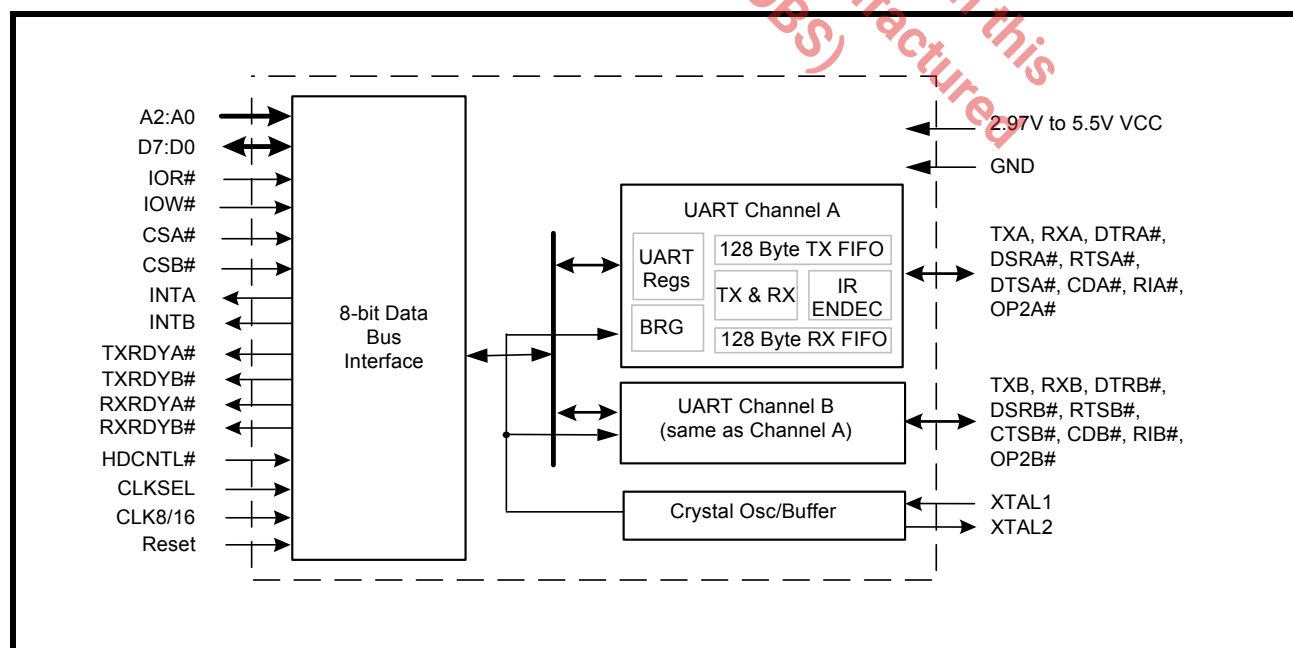 this
factured
OBS)
A2:A0
D7:D0
IOR#
IOW#
CSA#
CSB#
INTA
INTB
TXRDYA#
TXRDYB#
RXRDYA#
RXRDYB#
HDCNTL#
CLKSEL
CLK8/16
Reset
8-bit Data
Bus
Interface
UART Channel A
UART
Regs
BRG
128 Byte TX FIFO
TX & RX
IR
ENDEC
128 Byte RX FIFO
UART Channel B
(same as Channel A)
Crystal Osc/Buffer
2.97V to 5.5V VCC
GND
TXA, RXA, DTRA#,
DSRA#, RTSA#,
DTSA#, CDA#, RIA#,
OP2A#
TXB, RXB, DTRB#,
DSRB#, RTSB#,
CTSB#, CDB#, RIB#,
OP2B#
XTAL1
XTAL2